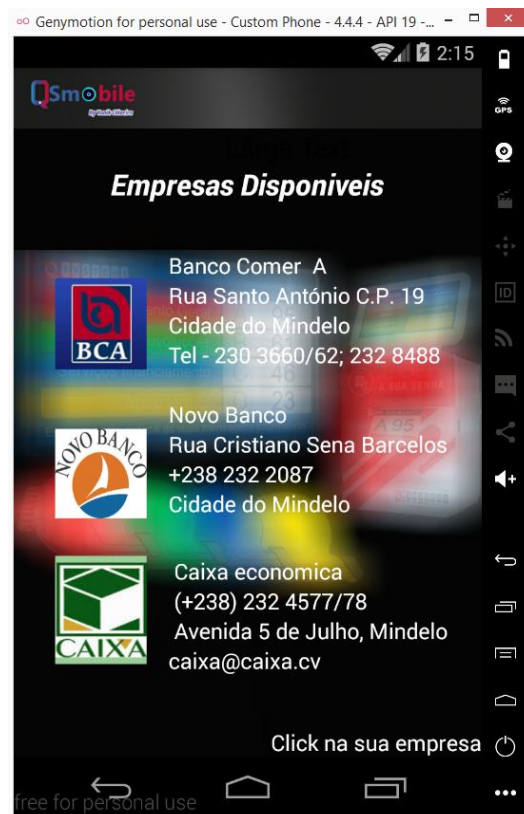 Genymotion for personal use - Custom Phone - 4.4.4 - API 19 -...
2:15
QSmobile
GPS
Empresas Disponiveis
ID
BCA
Banco Comer A
Rua Santo António C.P. 19
Cidade do Mindelo
Tel - 230 3660/62; 232 8488
NOVO BANCO
Novo Banco
Rua Cristiano Sena Barcelos
+238 232 2087
Cidade do Mindelo
CAIXA
Caixa economica
(+238) 232 4577/78
Avenida 5 de Julho, Mindelo
caixa@caixa.cv
Click na sua empresa
free for personal use